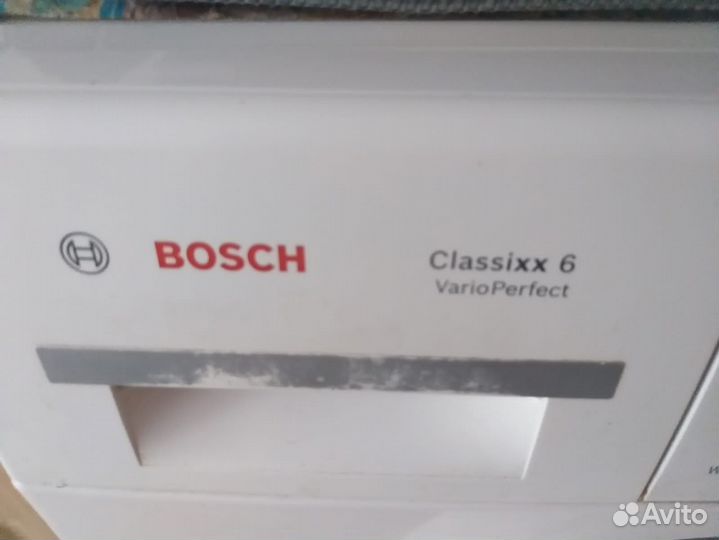 BOSCH
Classixx 6
VarioPerfect
Avito